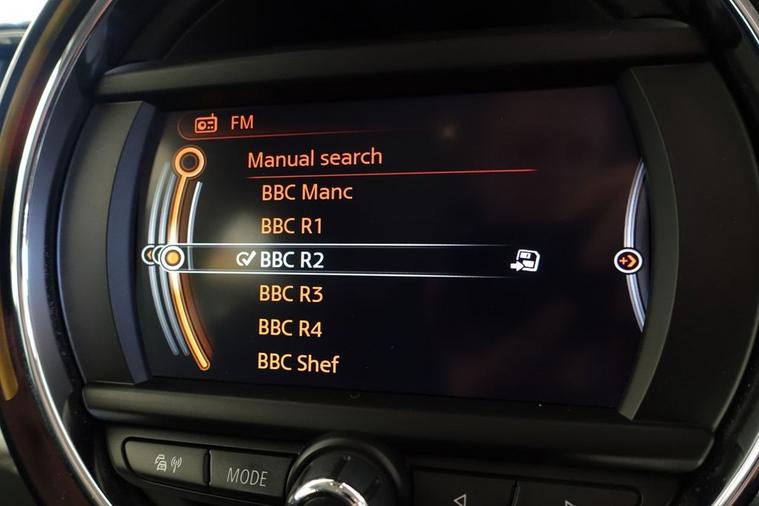 FM
Manual search
BBC Manc
BBC R1
BBC R2
BBC R3
BBC R4
BBC Shef
MODE